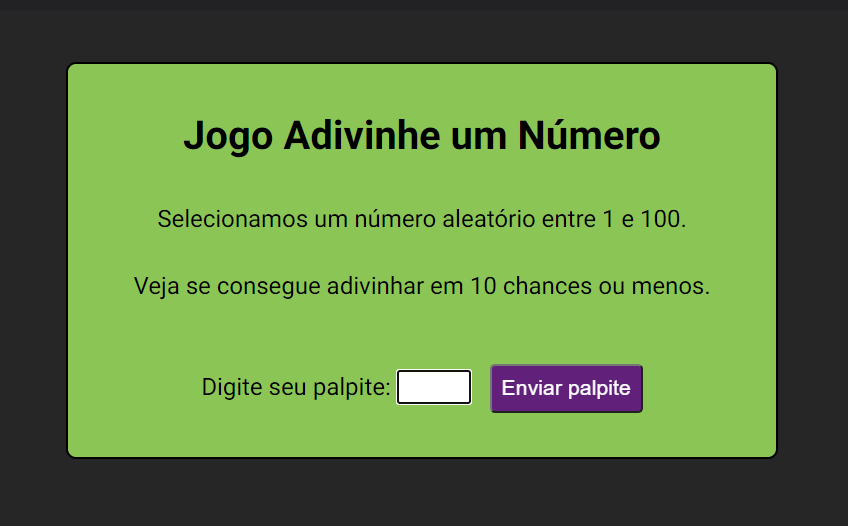 Jogo Adivinhe um Número
Selecionamos um número aleatório entre 1 e 100.
Veja se consegue adivinhar em 10 chances ou menos.
Digite seu palpite: Enviar palpite